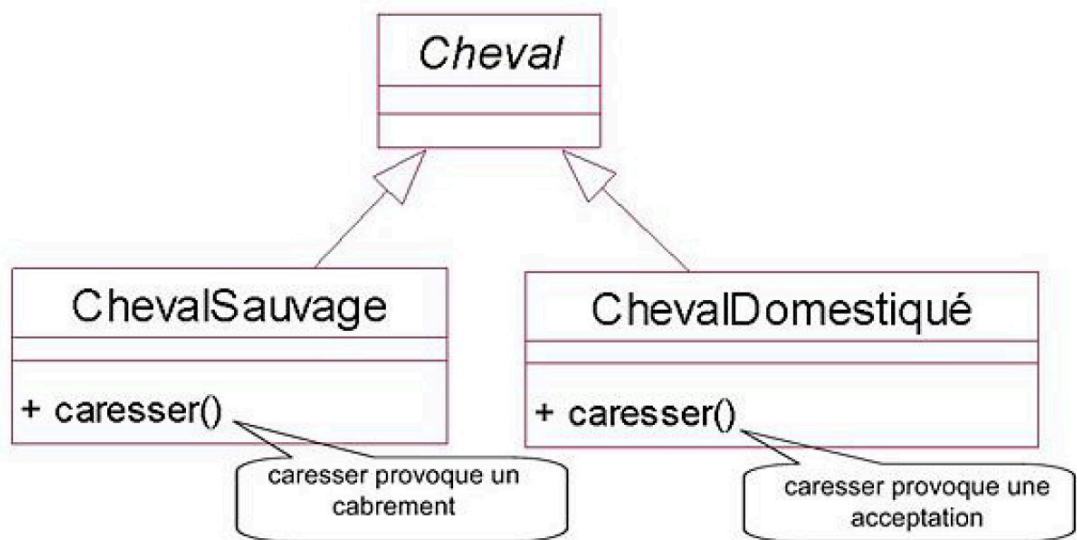 Cheval
ChevalSauvage
+ caresser()
caresser provoque un
cabrement
ChevalDomestiqué
+ caresser()
caresser provoque une
acceptation